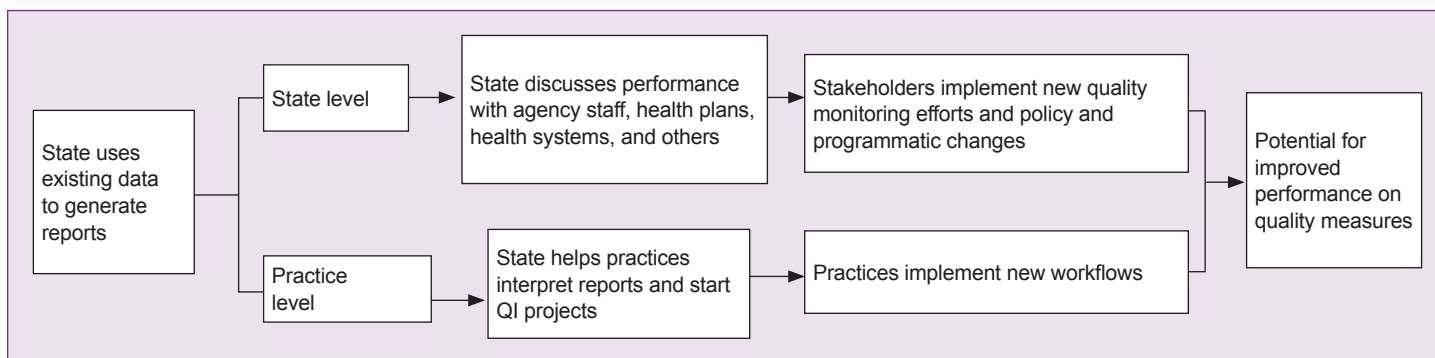 State uses
existing data
to generate
reports
State level
State discusses performance
with agency staff, health plans,
health systems, and others
Stakeholders implement new quality
monitoring efforts and policy and
programmatic changes
Practice
level
State helps practices
interpret reports and start
QI projects
Practices implement new workflows
Potential for
improved
performance on
quality measures